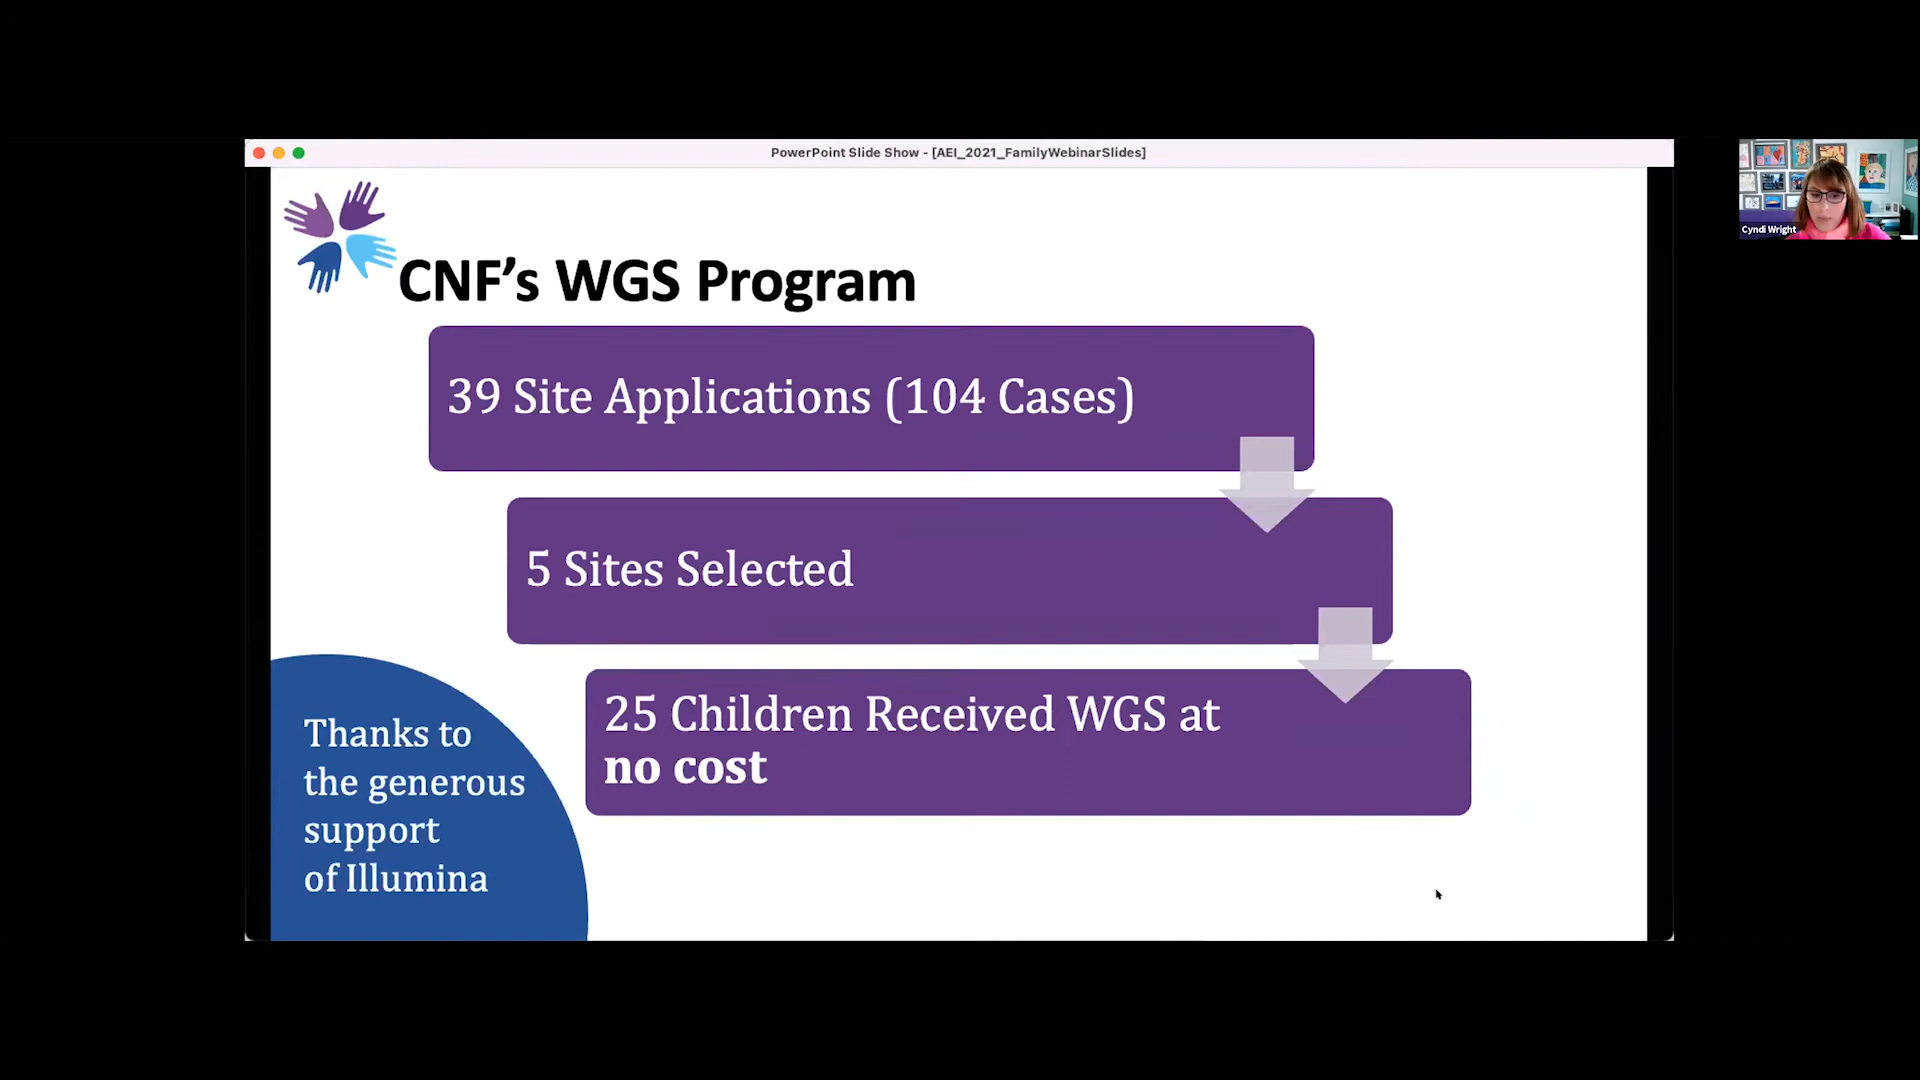 PowerPoint Slide Show - [AEI_2021_FamilyWebinarSlides]
CNF’s WGS Program
39 Site Applications (104 Cases)
5 Sites Selected
25 Children Received WGS at
no cost
Thanks to
the generous
support
of Illumina
Cyndi Wright